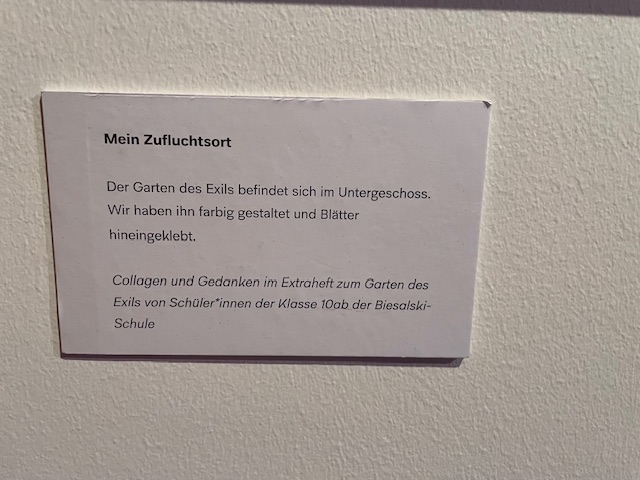 Mein Zufluchtsort
Der Garten des Exils befindet sich im Untergeschoss.
Wir haben ihn farbig gestaltet und Blätter
hineingeklebt.
Collagen und Gedanken im Extraheft zum Garten des
Exils von Schüler*innen der Klasse 10ab der Biesalski-
Schule